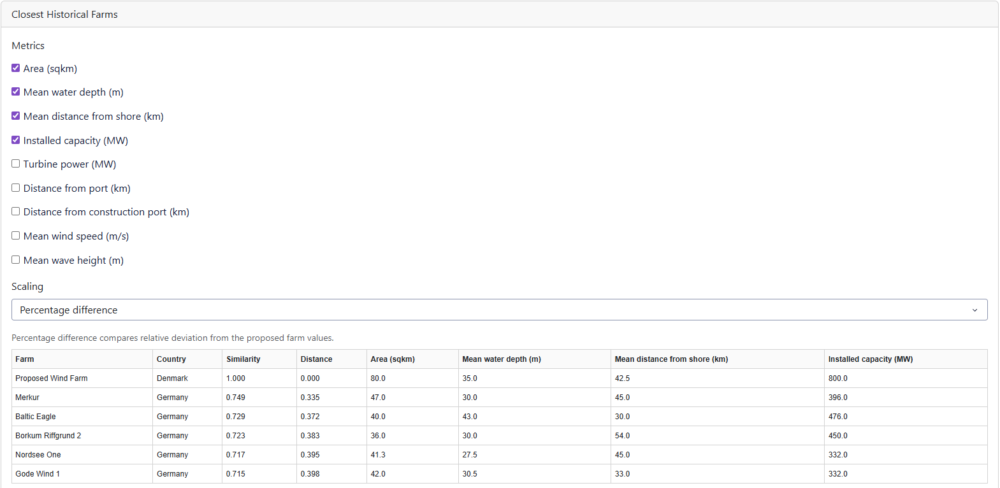 Closest Historical Farms
Metrics
Area (sqkm)
Mean water depth (m)
Mean distance from shore (km)
Installed capacity (MW)
Turbine power (MW)
Distance from port (km)
Distance from construction port (km)
Mean wind speed (m/s)
Mean wave height (m)
Scaling
Percentage difference
Percentage difference compares relative deviation from the proposed farm values.
Farm Country Similarity Distance Area (sqkm) Mean water depth (m) Mean distance from shore (km) Installed capacity (MW)
Proposed Wind Farm Denmark 1.000 0.000 80.0 35.0 42.5 800.0
Merkur Germany 0.749 0.335 47.0 30.0 45.0 396.0
Baltic Eagle Germany 0.729 0.372 40.0 43.0 30.0 476.0
Borkum Riffgrund 2 Germany 0.723 0.383 36.0 30.0 54.0 450.0
Nordsee One Germany 0.717 0.395 41.3 27.5 45.0 332.0
Gode Wind 1 Germany 0.715 0.398 42.0 30.5 33.0 332.0